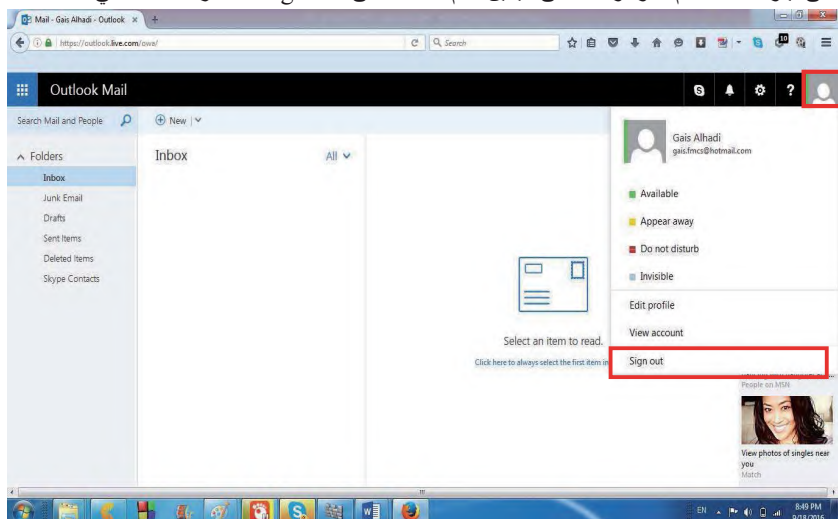 Mail - Gais Alhadi - Outlook
https://outlook.live.com/owa/
Search
10
Outlook Mail
?
Search Mail and People
New
Folders
Inbox
All
Inbox
Junk Email
Drafts
Sent Items
Deleted Items
Skype Contacts
Gais Alhadi
gais.fmcs@hotmail.com
Available
Appear away
Do not disturb
Invisible
Edit profile
View account
Sign out
Select an item to read.
Click here to always select the first item in
People on MSN
View photos of singles near
you
Match
EN
8:49 PM
9/18/2016